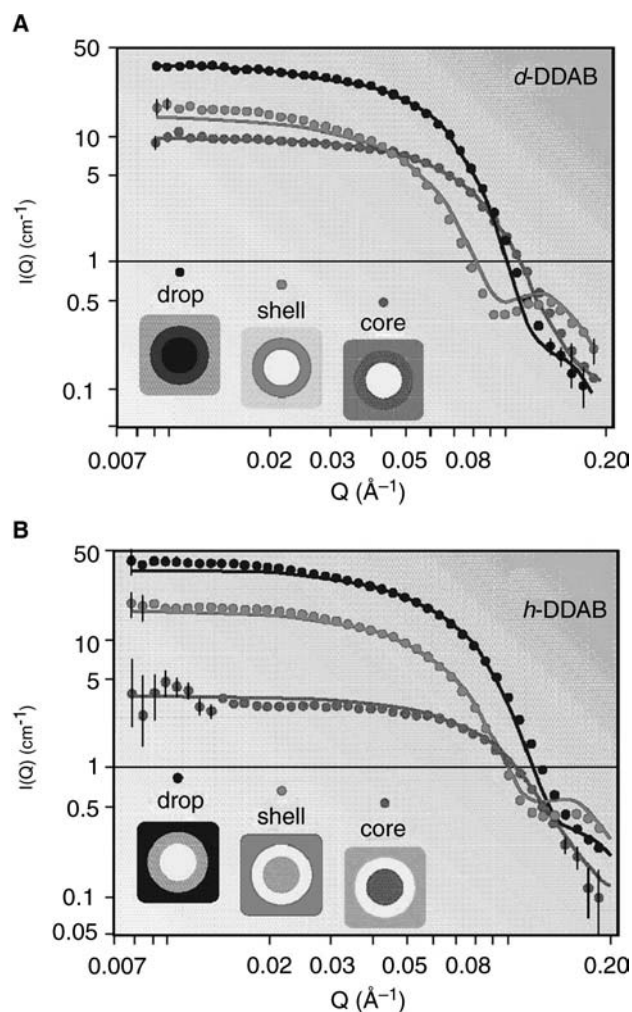 A
50
10
5
1
0.5
0.1
I(Q) (cm⁻¹)
d-DDAB
drop
shell
core
0.007 0.02 0.03 0.05 0.08 0.20
Q (Å⁻¹)
B
50
10
5
1
0.5
0.1
0.05
I(Q) (cm⁻¹)
h-DDAB
drop
shell
core
0.007 0.02 0.03 0.05 0.08 0.20
Q (Å⁻¹)